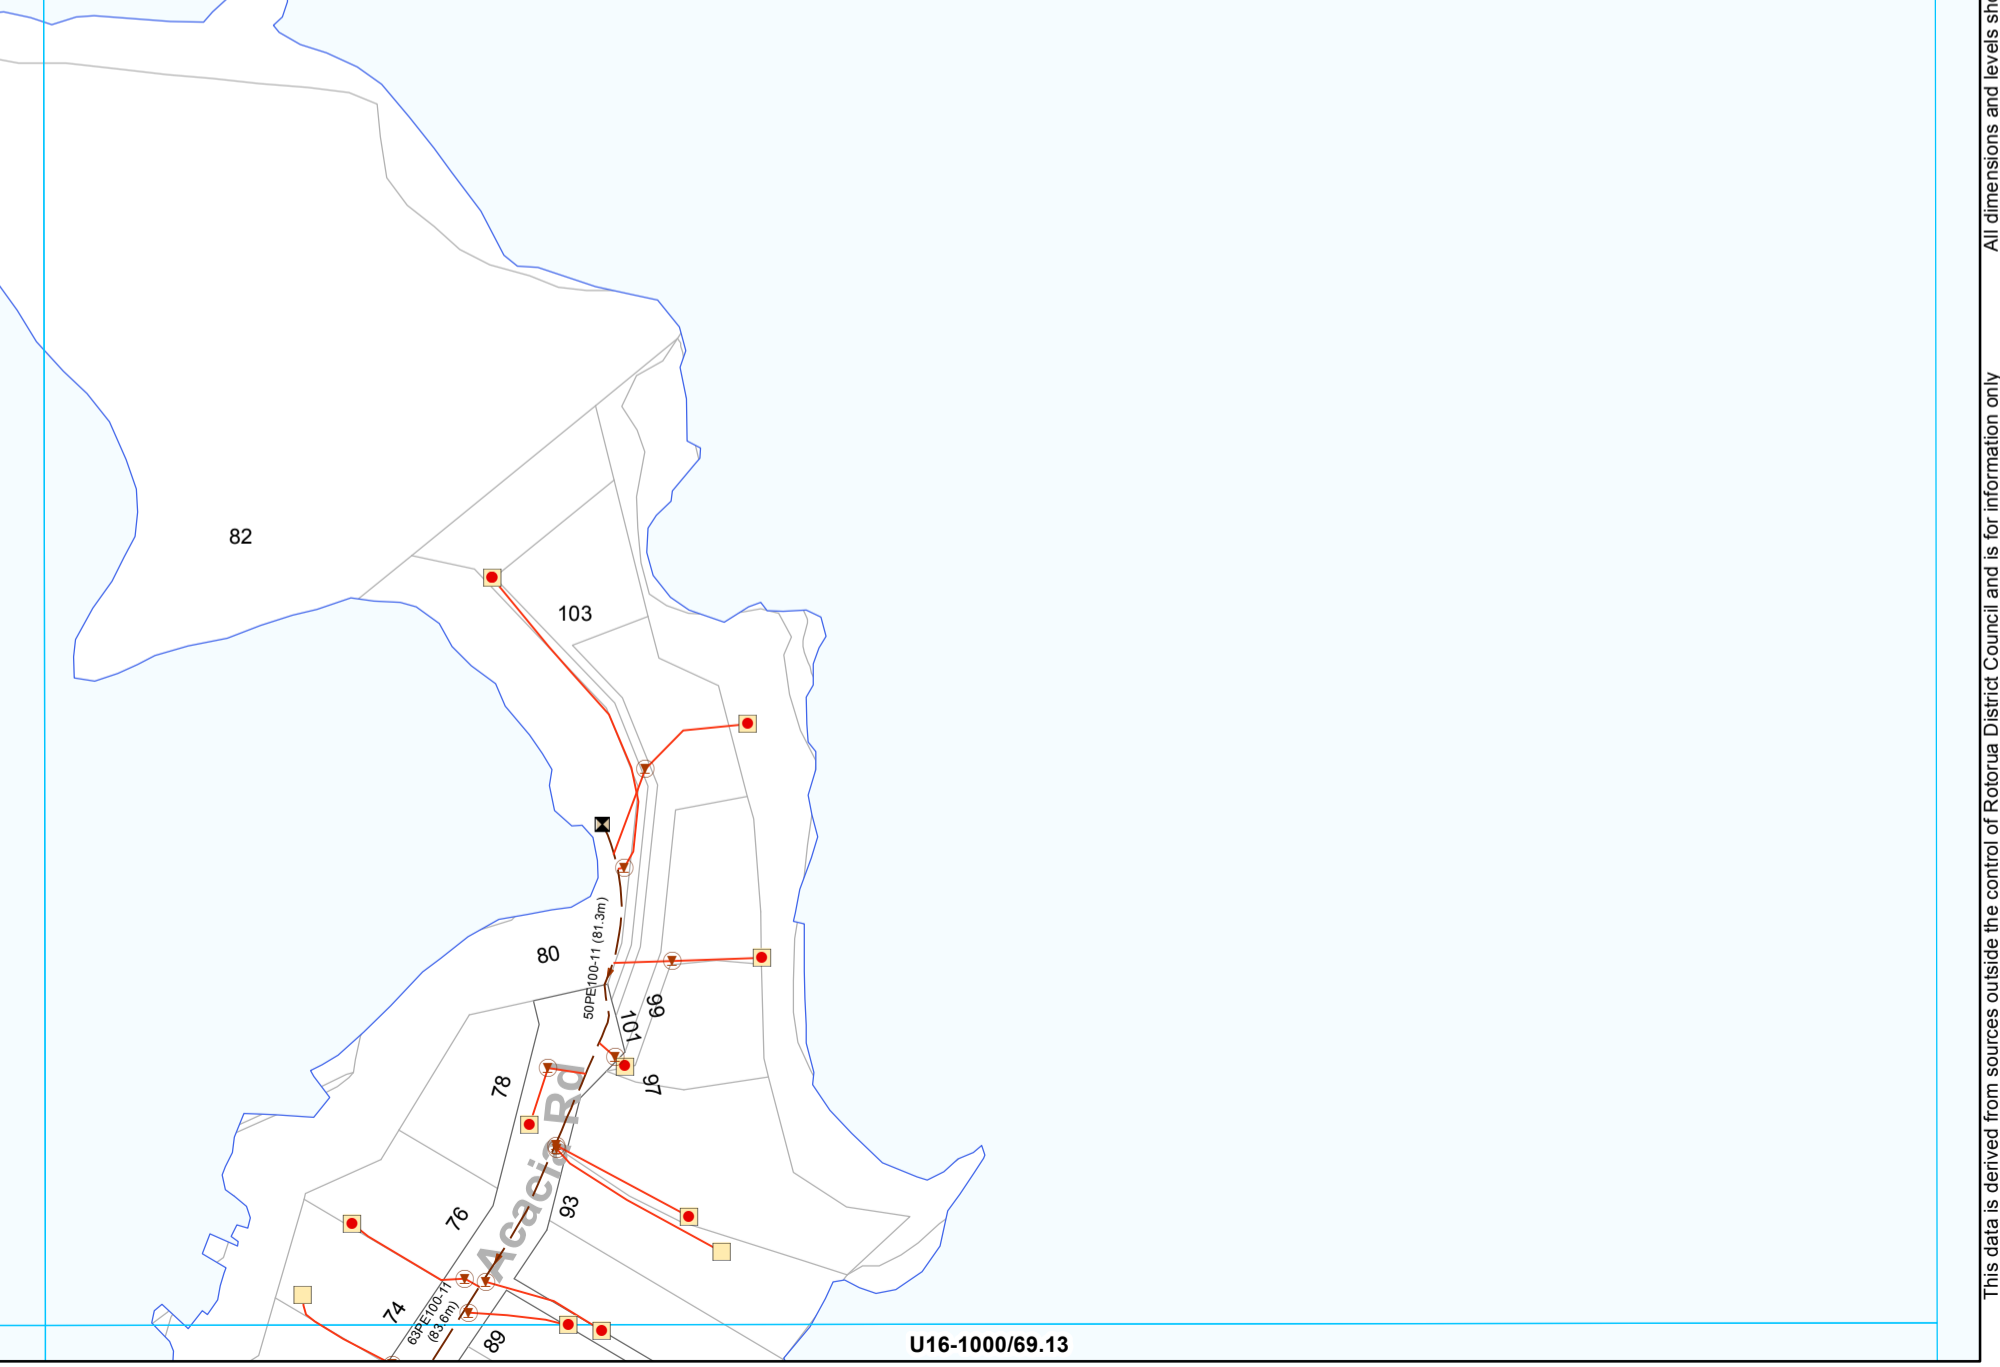 82
103
80
50PE100-11 (81.3m)
99
101
97
78
Acacia Rd
93
76
74
63PE100-11
(83.6m)
89
U16-1000/69.13
All dimensions and levels
This data is derived from sources outside the control of Rotorua District Council and is for information only